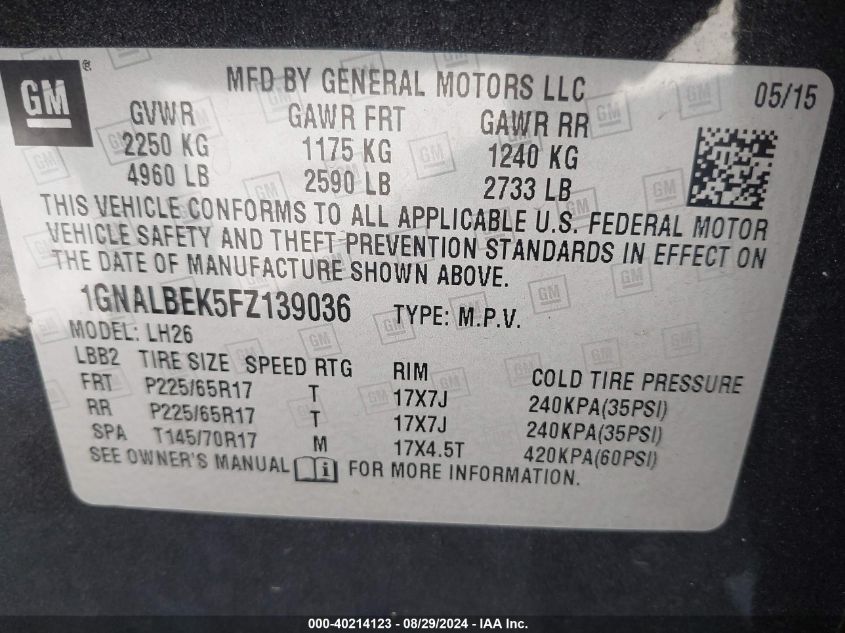 GM®
MFD BY GENERAL MOTORS LLC
05/15
GVWR GAWR FRT GAWR RR
2250 KG 1175 KG 1240 KG
4960 LB 2590 LB 2733 LB
THIS VEHICLE CONFORMS TO ALL APPLICABLE U.S. FEDERAL MOTOR
VEHICLE SAFETY AND THEFT PREVENTION STANDARDS IN EFFECT ON
THE DATE OF MANUFACTURE SHOWN ABOVE.
1GNALBEK5FZ139036 TYPE: M.P.V.
MODEL: LH26
LBB2 TIRE SIZE SPEED RTG RIM COLD TIRE PRESSURE
FRT P225/65R17 T 17X7J 240KPA(35PSI)
RR P225/65R17 T 17X7J 240KPA(35PSI)
SPA T145/70R17 M 17X4.5T 420KPA(60PSI)
SEE OWNER'S MANUAL i FOR MORE INFORMATION.
000-40214123 - 08/29/2024 - IAA Inc.